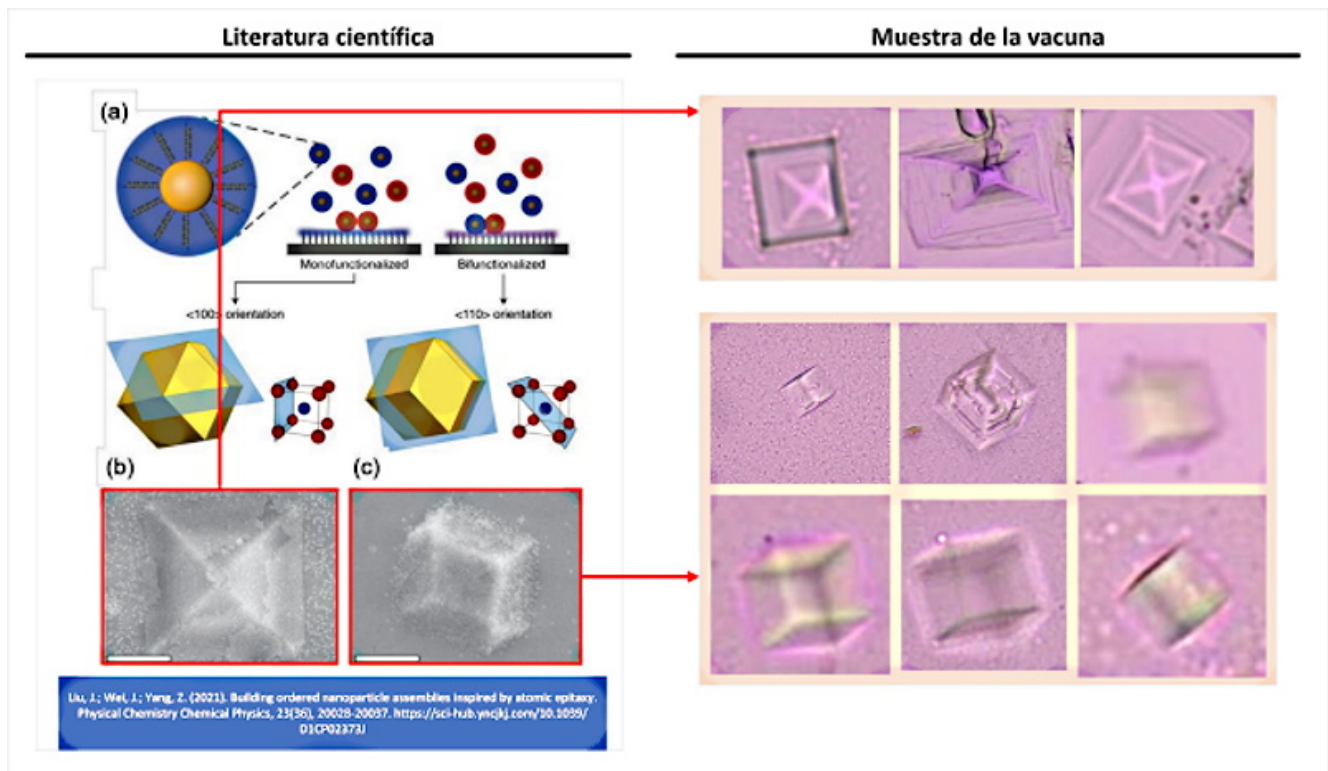 Literatura científica
Muestra de la vacuna
(a)
Monofunctionalized
Bifunctionalized
<100> orientation
<110> orientation
(b)
(c)
Liu, J.; Wei, J.; Yang, Z. (2021). Building ordered nanoparticle assemblies inspired by atomic epitaxy.
Physical Chemistry Chemical Physics, 23(36), 20028-20037. https://sci-hub.yncjkj.com/10.1039/
D1CP02373J